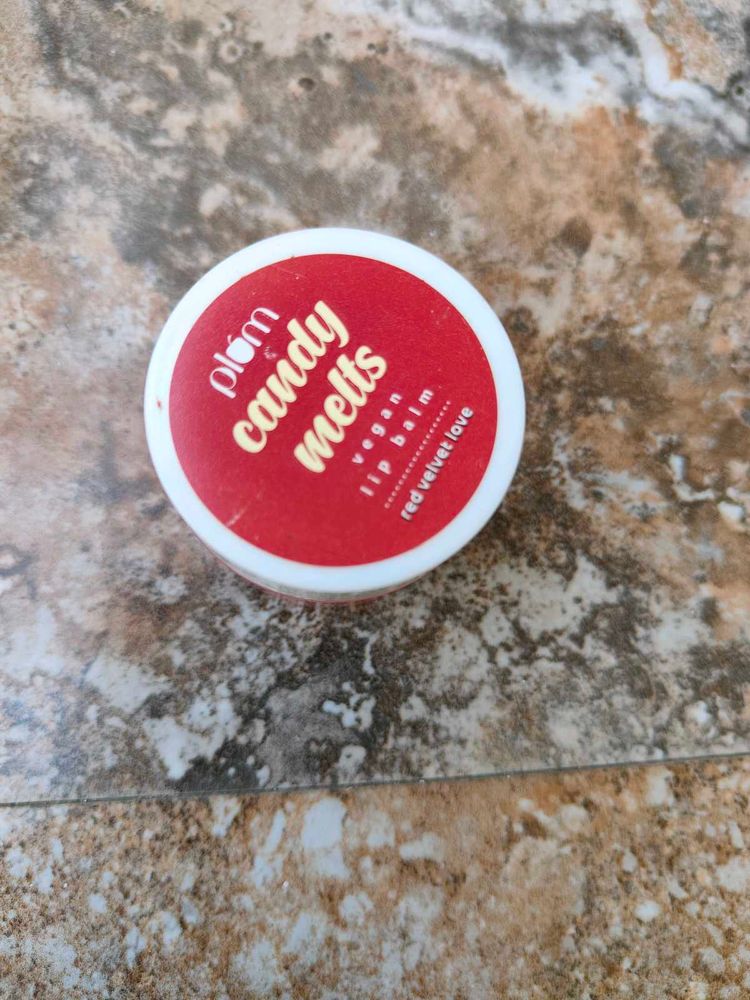 plum
candy
melts
vegan
lip balm
red velvet love